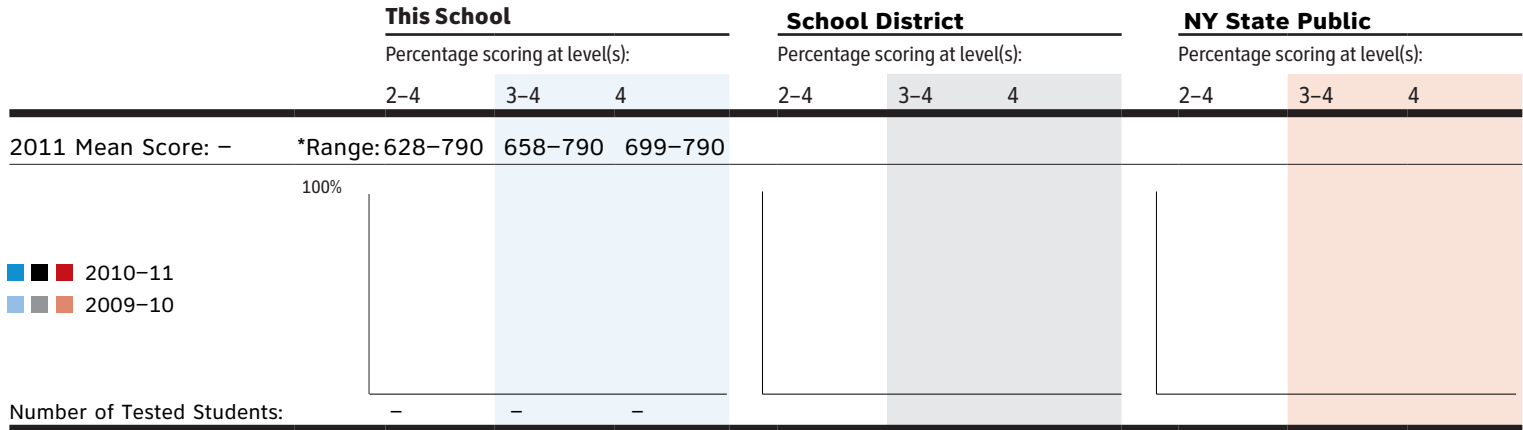 This School School District NY State Public
Percentage scoring at level(s): Percentage scoring at level(s): Percentage scoring at level(s):
2–4 3–4 4 2–4 3–4 4 2–4 3–4 4
2011 Mean Score: – *Range: 628–790 658–790 699–790
100%
2010–11
2009–10
Number of Tested Students: – – –